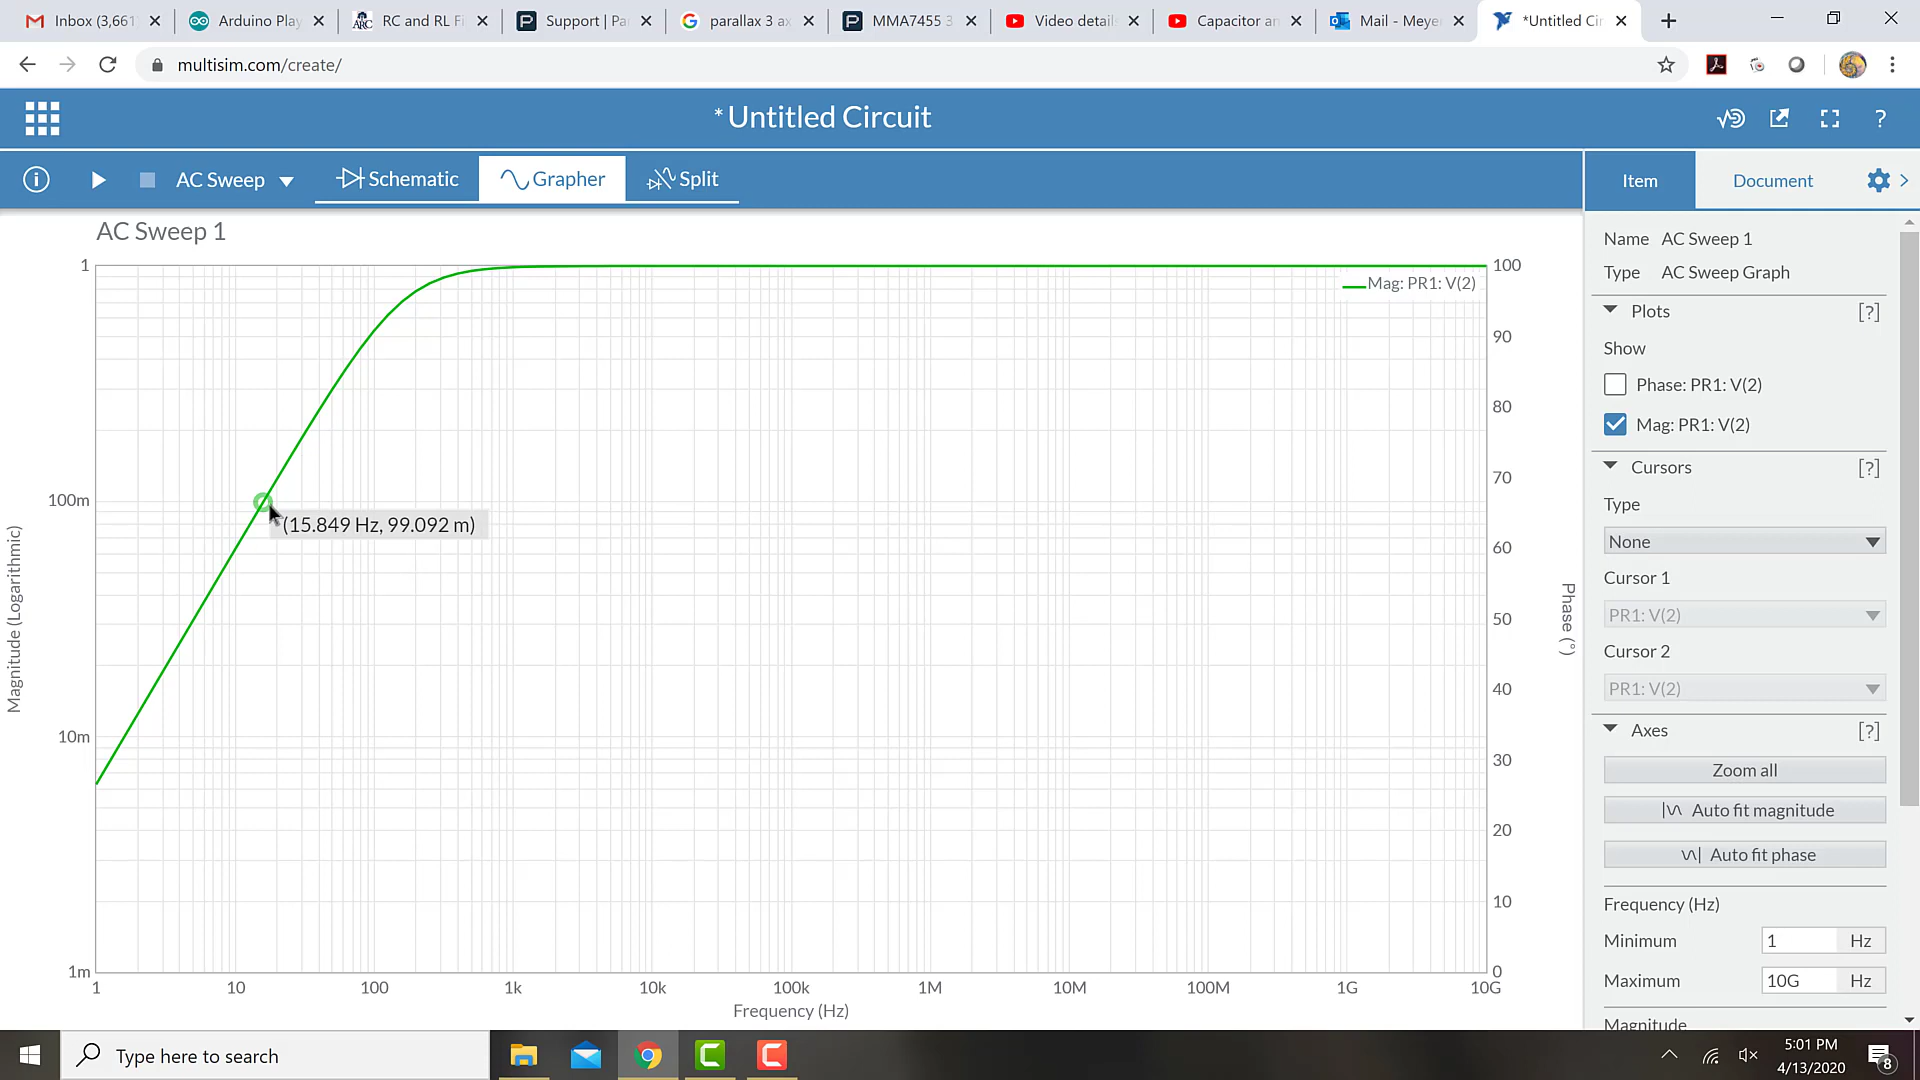 Inbox (3,661
Arduino Play
RC and RL Fi
Support | Pa
parallax 3 ax
MMA7455 3
Video detail
Capacitor an
Mail - Meye
*Untitled Cir
multisim.com/create/
* Untitled Circuit
AC Sweep
Schematic
Grapher
Split
Item
Document
AC Sweep 1
Mag: PR1: V(2)
(15.849 Hz, 99.092 m)
1
100m
10m
1m
Magnitude (Logarithmic)
1
10
100
1k
10k
100k
1M
10M
100M
1G
10G
Frequency (Hz)
100
90
80
70
60
50
40
30
20
10
0
Phase (°)
Name AC Sweep 1
Type AC Sweep Graph
Plots [?]
Show
Phase: PR1: V(2)
Mag: PR1: V(2)
Cursors [?]
Type
None
Cursor 1
PR1: V(2)
Cursor 2
PR1: V(2)
Axes [?]
Zoom all
Auto fit magnitude
Auto fit phase
Frequency (Hz)
Minimum 1 Hz
Maximum 10G Hz
Magnitude
Type here to search
5:01 PM
4/13/2020
8